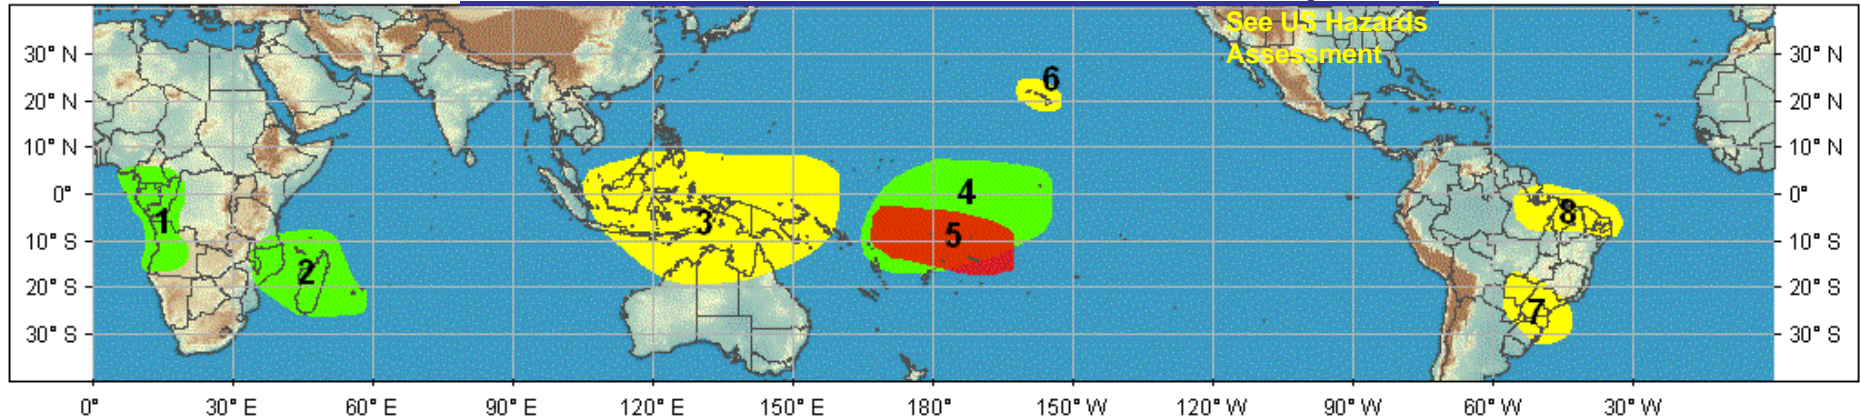 See US Hazards
Assessment
30° N 30° N
6
20° N 20° N
10° N 10° N
0° 4 0°
1 3 8
10° S 5 10° S
2
20° S 20° S
7
30° S 30° S
0° 30° E 60° E 90° E 120° E 150° E 180° 150° W 120° W 90° W 60° W 30° W